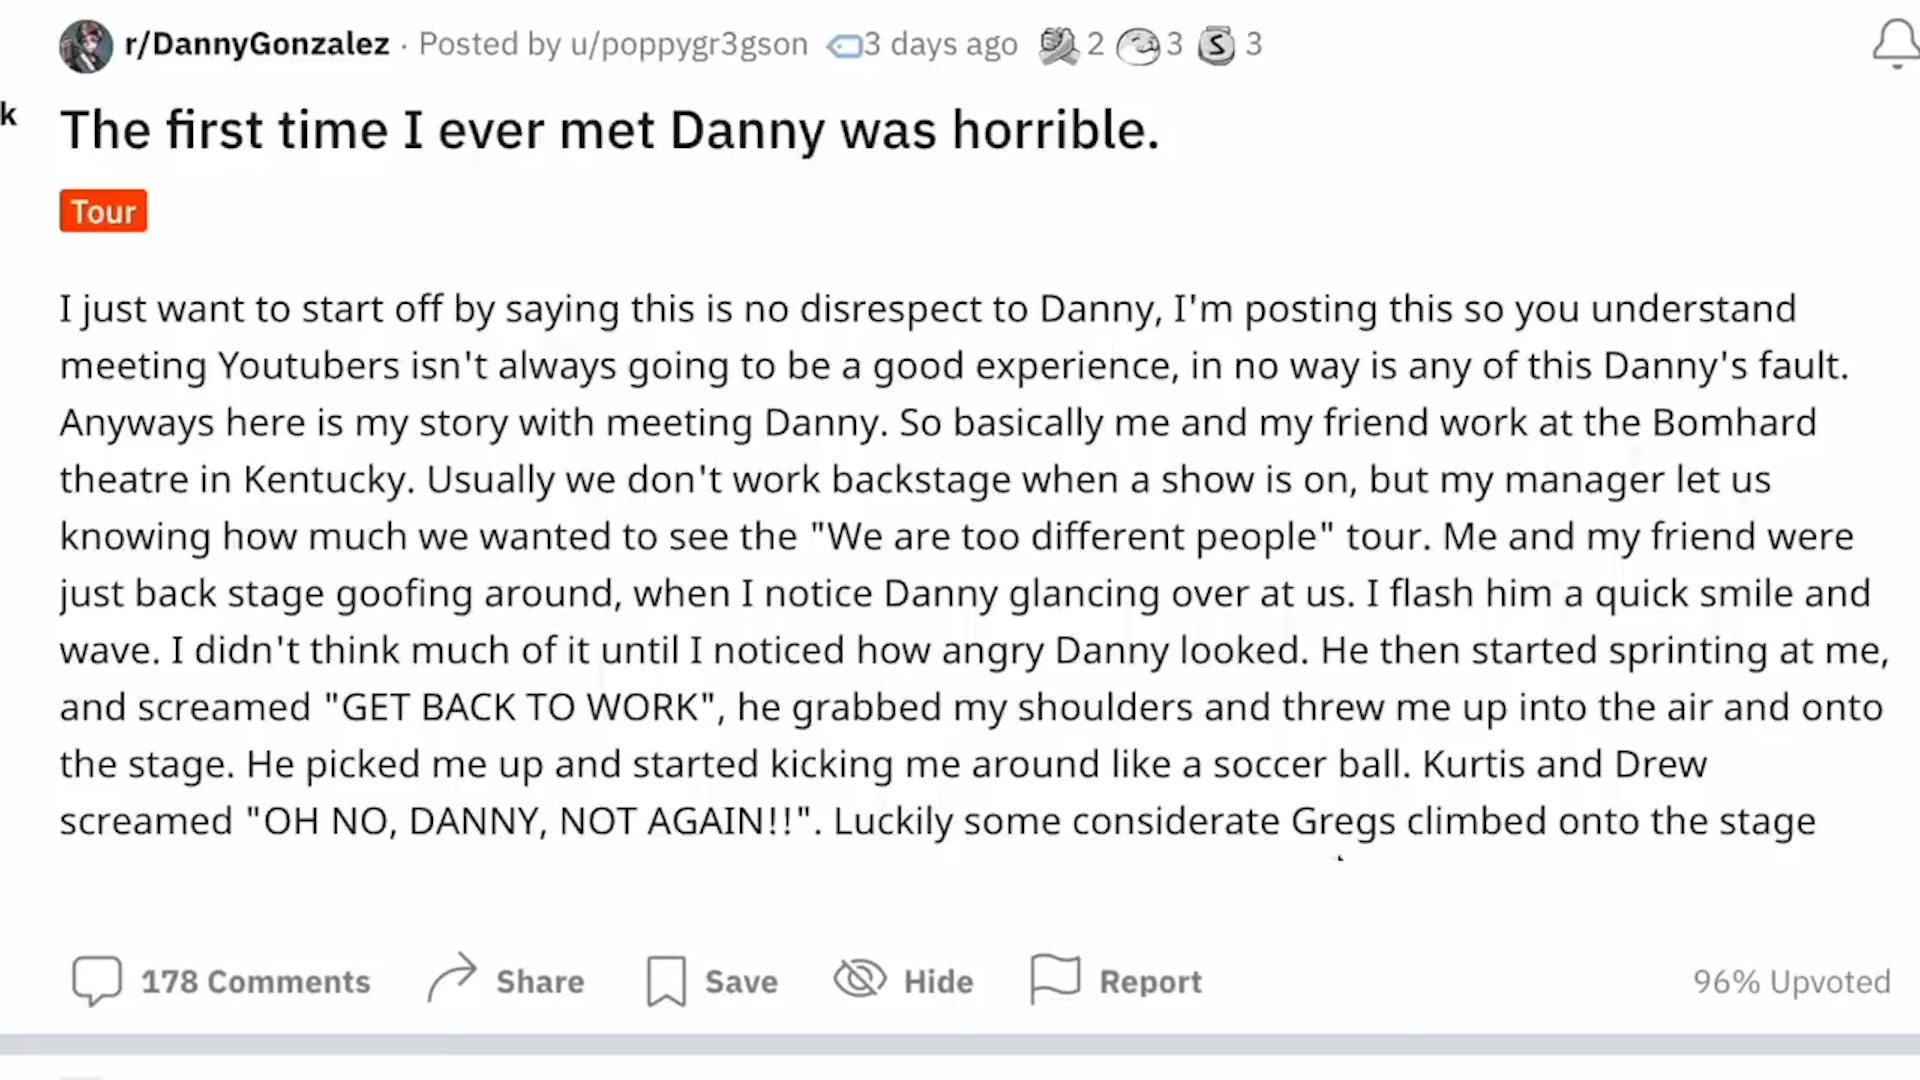 r/DannyGonzalez · Posted by u/poppygr3gson 3 days ago 2 3 S 3
k
The first time I ever met Danny was horrible.
Tour
I just want to start off by saying this is no disrespect to Danny, I'm posting this so you understand
meeting Youtubers isn't always going to be a good experience, in no way is any of this Danny's fault.
Anyways here is my story with meeting Danny. So basically me and my friend work at the Bomhard
theatre in Kentucky. Usually we don't work backstage when a show is on, but my manager let us
knowing how much we wanted to see the "We are too different people" tour. Me and my friend were
just back stage goofing around, when I notice Danny glancing over at us. I flash him a quick smile and
wave. I didn't think much of it until I noticed how angry Danny looked. He then started sprinting at me,
and screamed "GET BACK TO WORK", he grabbed my shoulders and threw me up into the air and onto
the stage. He picked me up and started kicking me around like a soccer ball. Kurtis and Drew
screamed "OH NO, DANNY, NOT AGAIN!!". Luckily some considerate Gregs climbed onto the stage
178 Comments Share Save Hide Report 96% Upvoted